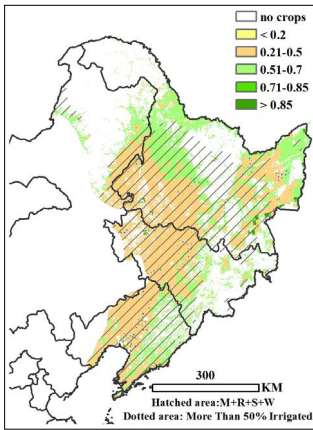 no crops
< 0.2
0.21-0.5
0.51-0.7
0.71-0.85
> 0.85
300
KM
Hatched area:M+R+S+W
Dotted area: More Than 50% Irrigated